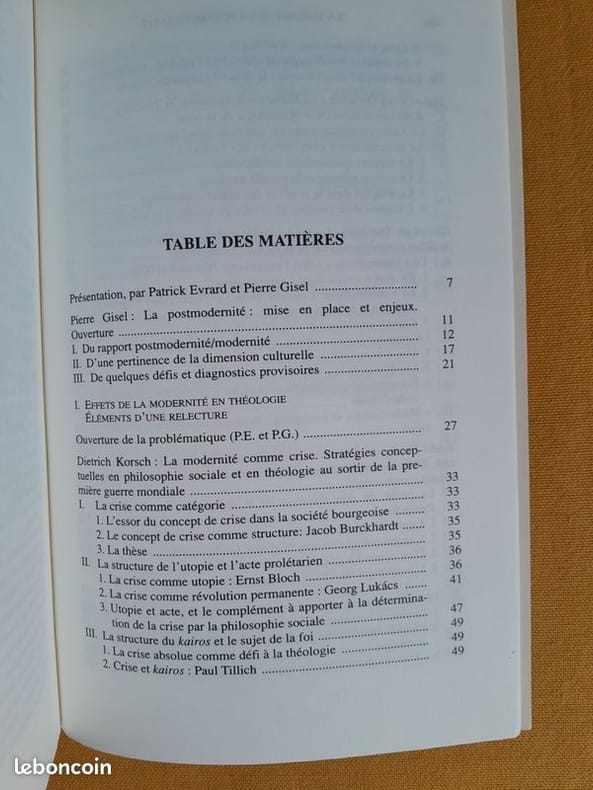 TABLE DES MATIÈRES
Présentation, par Patrick Evrard et Pierre Gisel ........ 7
Pierre Gisel : La postmodernité : mise en place et enjeux.
Ouverture ........ 11
I. Du rapport postmodernité/modernité ........ 12
II. D'une pertinence de la dimension culturelle ........ 17
III. De quelques défis et diagnostics provisoires ........ 21
I. EFFETS DE LA MODERNITÉ EN THÉOLOGIE
ÉLÉMENTS D'UNE RELECTURE
Ouverture de la problématique (P.E. et P.G.) ........ 27
Dietrich Korsch : La modernité comme crise. Stratégies concep-
tuelles en philosophie sociale et en théologie au sortir de la pre-
mière guerre mondiale ........ 33
I. La crise comme catégorie ........ 33
1. L'essor du concept de crise dans la société bourgeoise ........ 33
2. Le concept de crise comme structure: Jacob Burckhardt ........ 35
3. La thèse ........ 35
II. La structure de l'utopie et l'acte prolétarien ........ 36
1. La crise comme utopie : Ernst Bloch ........ 36
2. La crise comme révolution permanente : Georg Lukács ........ 41
3. Utopie et acte, et le complément à apporter à la détermina-
tion de la crise par la philosophie sociale ........ 47
III. La structure du kairos et le sujet de la foi ........ 49
1. La crise absolue comme défi à la théologie ........ 49
2. Crise et kairos : Paul Tillich ........ 49
leboncoin